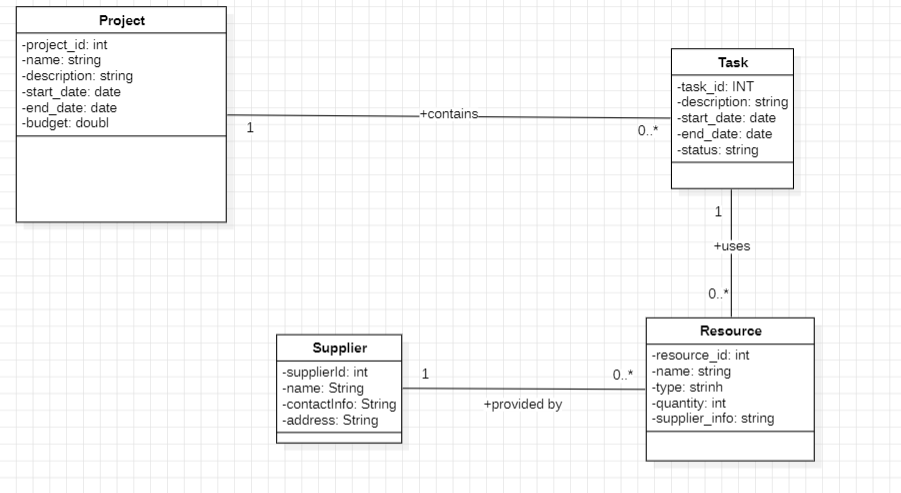 Project
-project_id: int
-name: string
-description: string
-start_date: date
-end_date: date
-budget: doubl
+contains
1
0..*
Task
-task_id: INT
-description: string
-start_date: date
-end_date: date
-status: string
1
+uses
0..*
Supplier
-supplierId: int
-name: String
-contactInfo: String
-address: String
1
0..*
+provided by
Resource
-resource_id: int
-name: string
-type: strinh
-quantity: int
-supplier_info: string